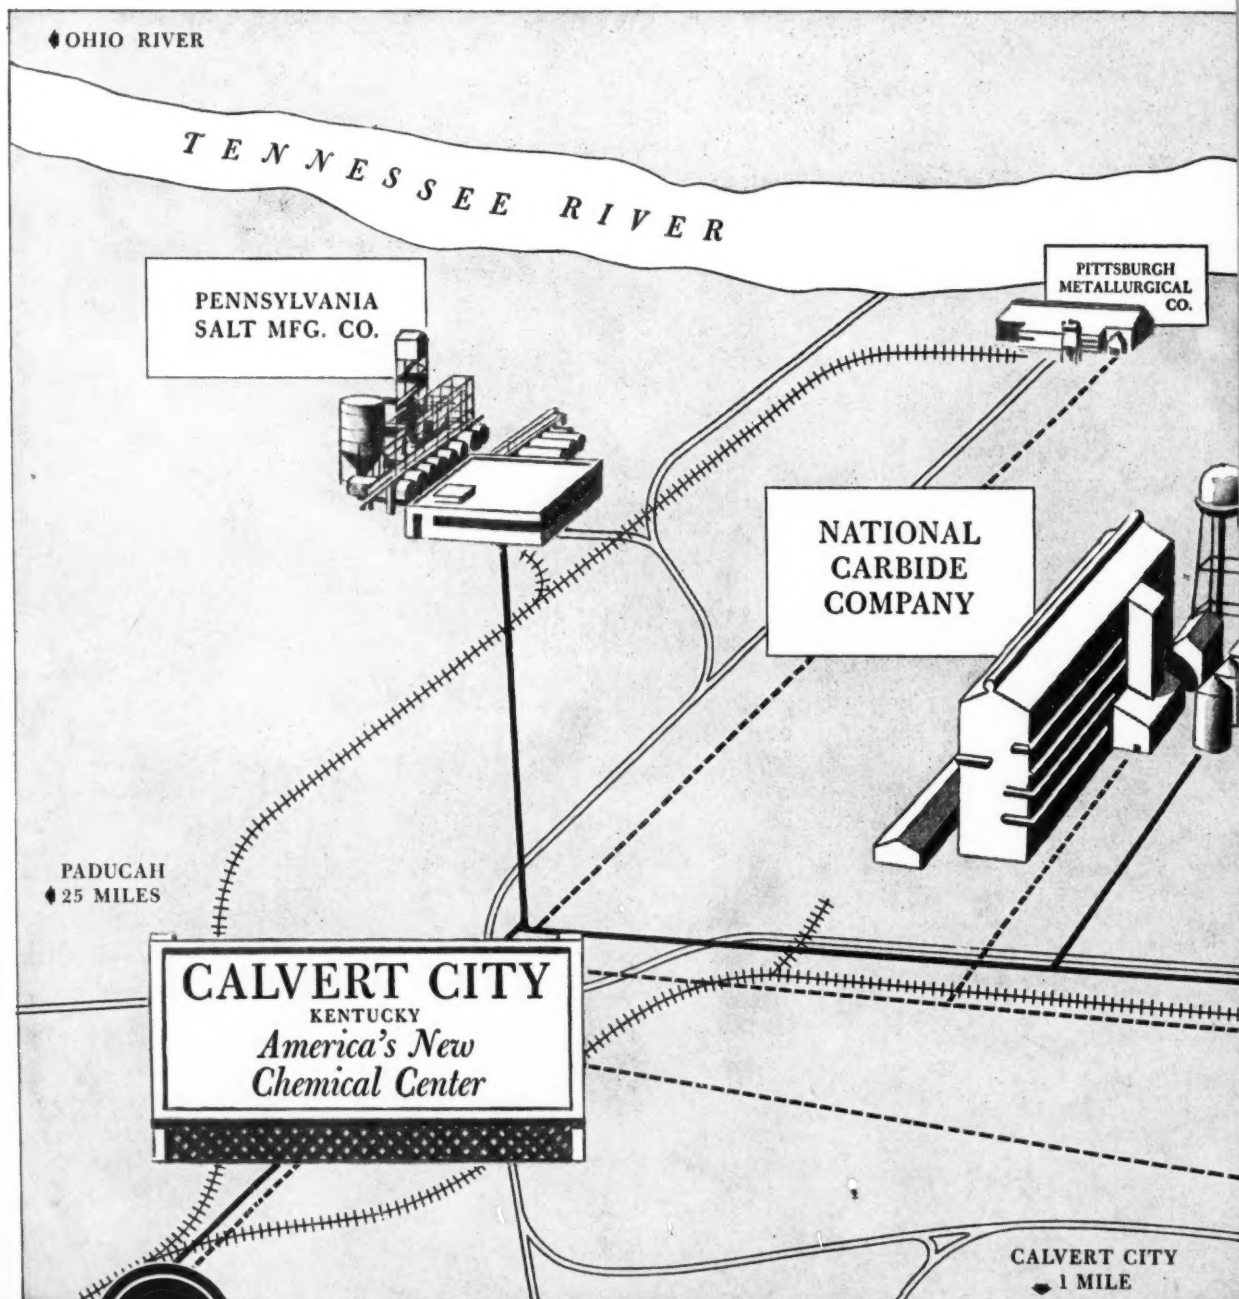 OHIO RIVER
TENNESSEE RIVER
PENNSYLVANIA
SALT MFG. CO.
PITTSBURGH
METALLURGICAL
CO.
NATIONAL
CARBIDE
COMPANY
PADUCAH
25 MILES
CALVERT CITY
KENTUCKY
America's New
Chemical Center
CALVERT CITY
1 MILE